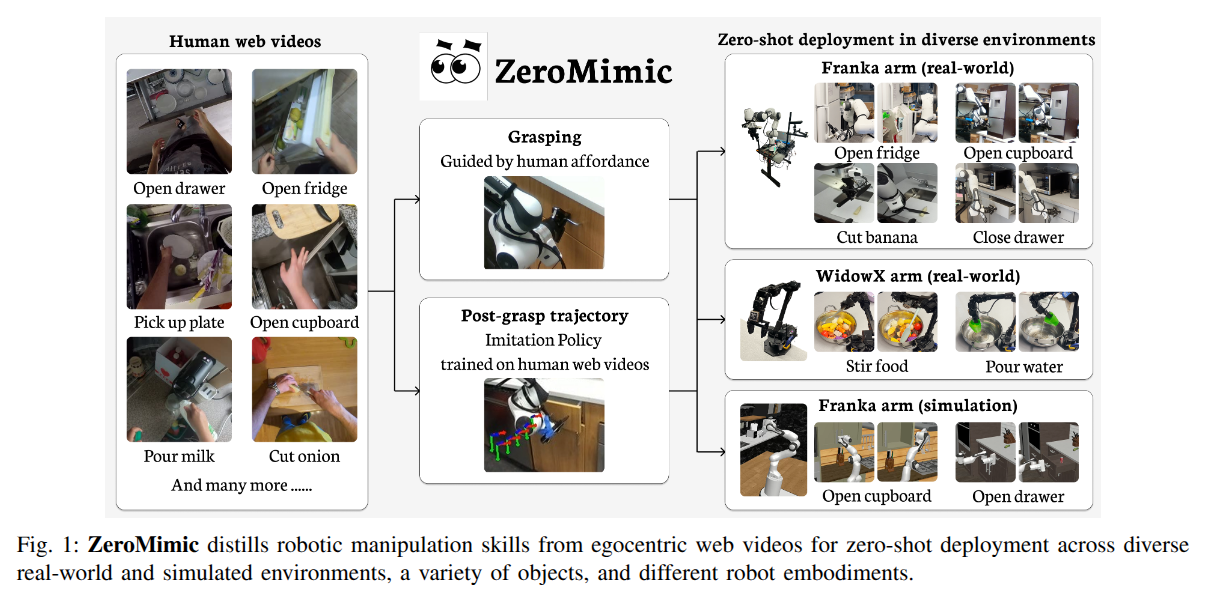 Human web videos
Open drawer
Open fridge
Pick up plate
Open cupboard
Pour milk
Cut onion
And many more ......
ZeroMimic
Grasping
Guided by human affordance
Post-grasp trajectory
Imitation Policy
trained on human web videos
Zero-shot deployment in diverse environments
Franka arm (real-world)
Open fridge
Open cupboard
Cut banana
Close drawer
WidowX arm (real-world)
Stir food
Pour water
Franka arm (simulation)
Open cupboard
Open drawer
Fig. 1: ZeroMimic distills robotic manipulation skills from egocentric web videos for zero-shot deployment across diverse
real-world and simulated environments, a variety of objects, and different robot embodiments.